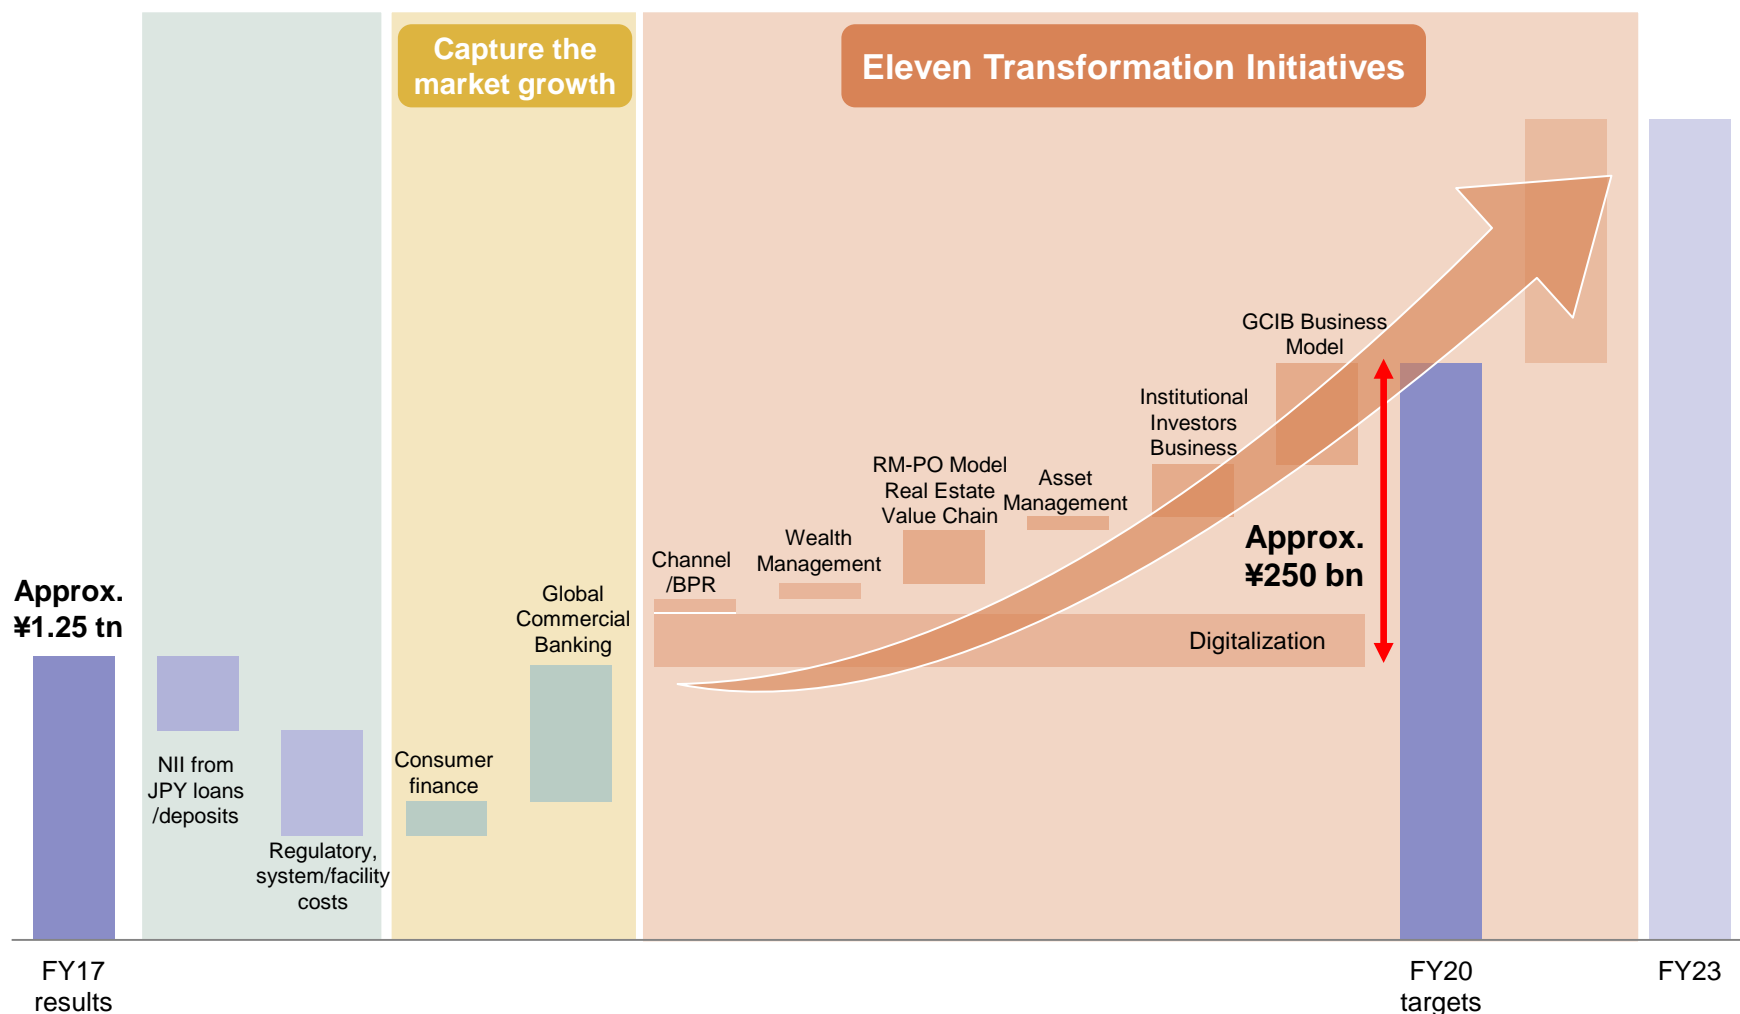 Capture the
market growth
Eleven Transformation Initiatives
Approx.
¥1.25 tn
NII from
JPY loans
/deposits
Regulatory,
system/facility
costs
Consumer
finance
Global
Commercial
Banking
Channel
/BPR
Wealth
Management
RM-PO Model
Real Estate
Value Chain
Asset
Management
Institutional
Investors
Business
GCIB Business
Model
Approx.
¥250 bn
Digitalization
FY17
results
FY20
targets
FY23